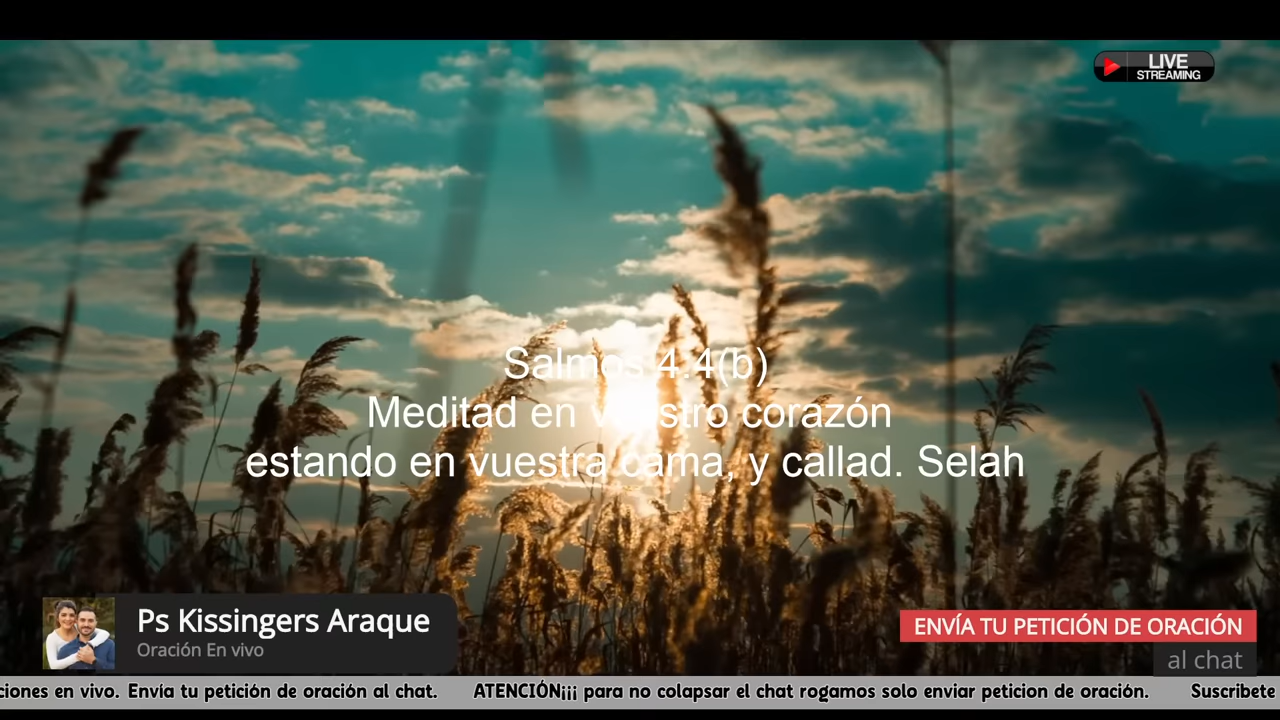 LIVE
STREAMING
Salmos 4:4(b)
Meditad en vuestro corazón
estando en vuestra cama, y callad. Selah
Ps Kissingers Araque
Oración En vivo
ENVÍA TU PETICIÓN DE ORACIÓN
al chat
ciones en vivo. Envía tu petición de oración al chat. ATENCIÓN¡¡¡ para no colapsar el chat rogamos solo enviar peticion de oración. Suscribete